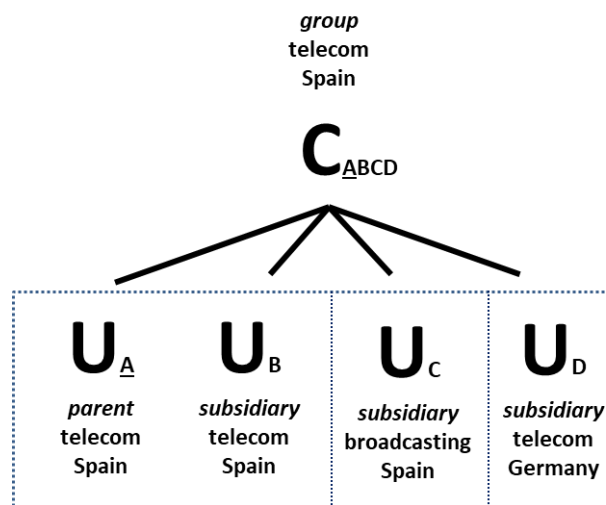 group
telecom
Spain
CABCD
UA
parent
telecom
Spain
UB
subsidiary
telecom
Spain
UC
subsidiary
broadcasting
Spain
UD
subsidiary
telecom
Germany